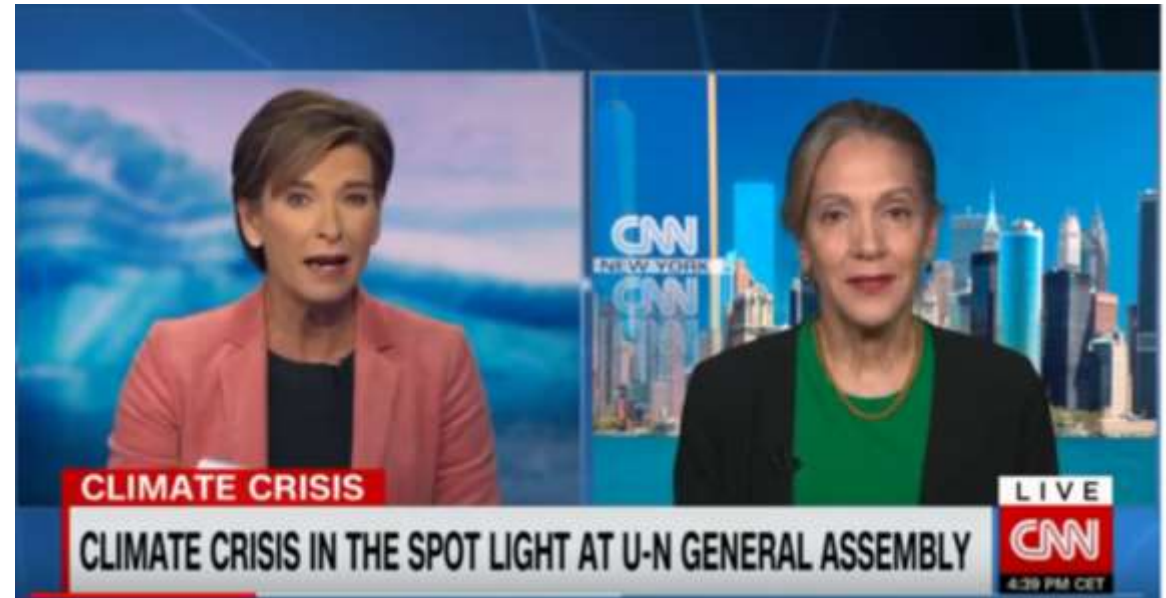 CNN
NEW YORK
CNN
CLIMATE CRISIS
LIVE
CLIMATE CRISIS IN THE SPOT LIGHT AT U-N GENERAL ASSEMBLY
CNN
4:39 PM CET